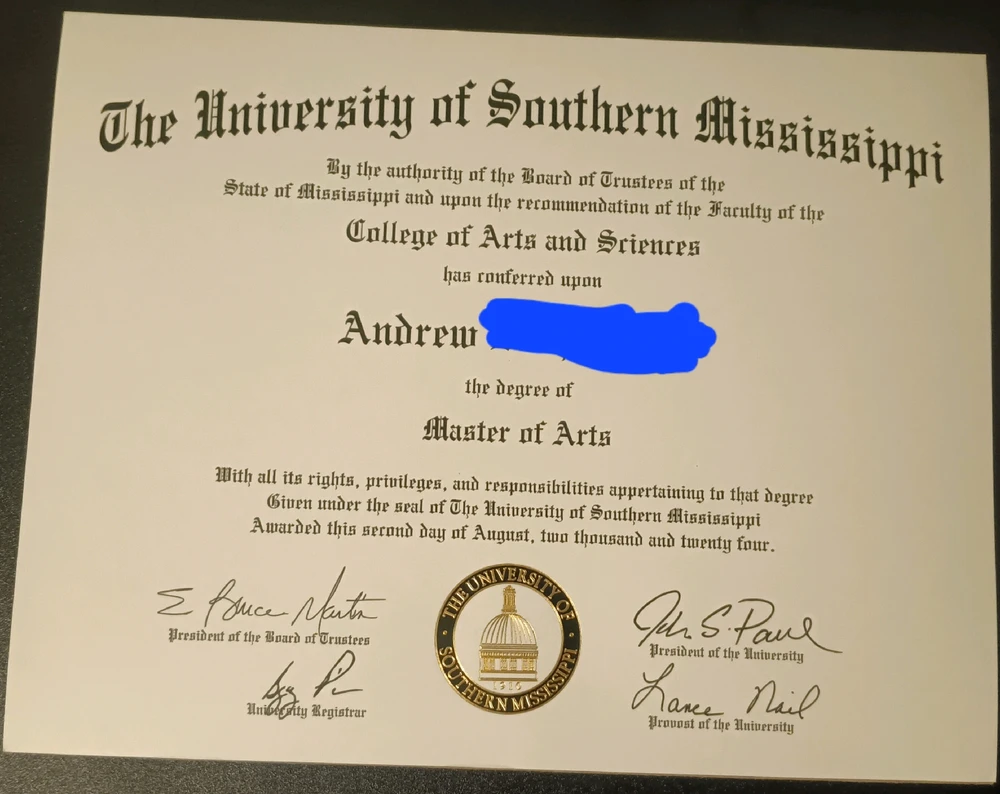 The University of Southern Mississippi
By the authority of the Board of Trustees of the
State of Mississippi and upon the recommendation of the Faculty of the
College of Arts and Sciences
has conferred upon
Andrew
the degree of
Master of Arts
With all its rights, privileges, and responsibilities appertaining to that degree
Given under the seal of The University of Southern Mississippi
Awarded this second day of August, two thousand and twenty four.
E Bruce Martin
President of the Board of Trustees
University Registrar
THE UNIVERSITY OF
SOUTHERN MISSISSIPPI
1910
Joh S. Paul
President of the University
Lance Nail
Provost of the University